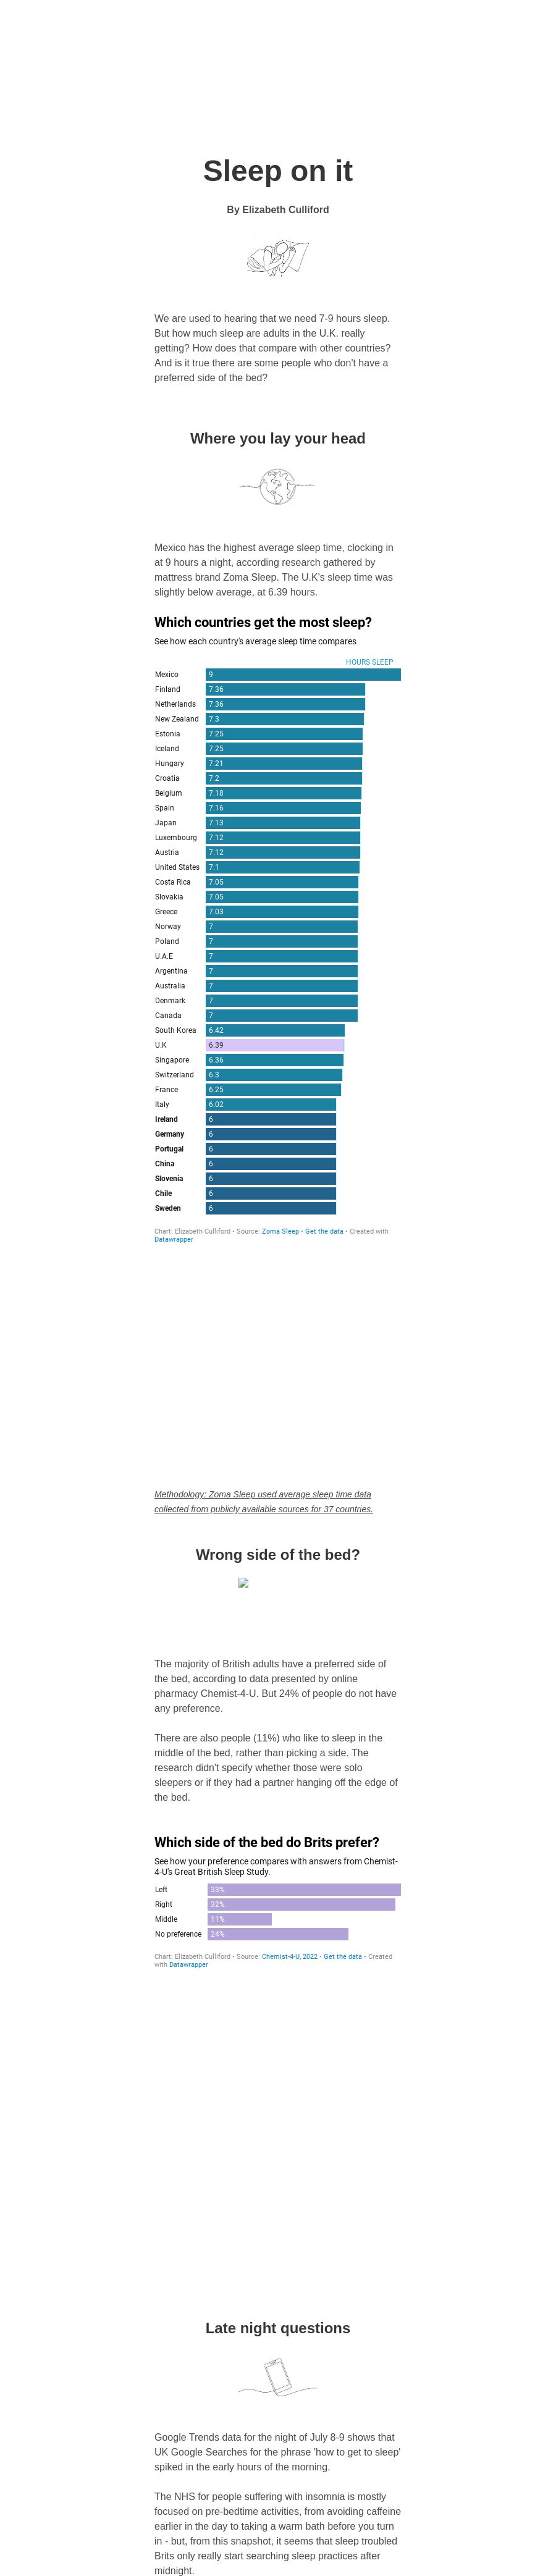 Sleep on it
By Elizabeth Culliford
We are used to hearing that we need 7-9 hours sleep.
But how much sleep are adults in the U.K. really
getting? How does that compare with other countries?
And is it true there are some people who don't have a
preferred side of the bed?
Where you lay your head
Mexico has the highest average sleep time, clocking in
at 9 hours a night, according research gathered by
mattress brand Zoma Sleep. The U.K's sleep time was
slightly below average, at 6.39 hours.
Which countries get the most sleep?
See how each country's average sleep time compares
HOURS SLEEP
Mexico 9
Finland 7.36
Netherlands 7.36
New Zealand 7.3
Estonia 7.25
Iceland 7.25
Hungary 7.21
Croatia 7.2
Belgium 7.18
Spain 7.16
Japan 7.13
Luxembourg 7.12
Austria 7.12
United States 7.1
Costa Rica 7.05
Slovakia 7.05
Greece 7.03
Norway 7
Poland 7
U.A.E 7
Argentina 7
Australia 7
Denmark 7
Canada 7
South Korea 6.42
U.K 6.39
Singapore 6.36
Switzerland 6.3
France 6.25
Italy 6.02
Ireland 6
Germany 6
Portugal 6
China 6
Slovenia 6
Chile 6
Sweden 6
Chart: Elizabeth Culliford • Source: Zoma Sleep • Get the data • Created with
Datawrapper
Methodology: Zoma Sleep used average sleep time data
collected from publicly available sources for 37 countries.
Wrong side of the bed?
The majority of British adults have a preferred side of
the bed, according to data presented by online
pharmacy Chemist-4-U. But 24% of people do not have
any preference.
There are also people (11%) who like to sleep in the
middle of the bed, rather than picking a side. The
research didn't specify whether those were solo
sleepers or if they had a partner hanging off the edge of
the bed.
Which side of the bed do Brits prefer?
See how your preference compares with answers from Chemist-
4-U's Great British Sleep Study.
Left 33%
Right 32%
Middle 11%
No preference 24%
Chart: Elizabeth Culliford • Source: Chemist-4-U, 2022 • Get the data • Created
with Datawrapper
Late night questions
Google Trends data for the night of July 8-9 shows that
UK Google Searches for the phrase 'how to get to sleep'
spiked in the early hours of the morning.
The NHS for people suffering with insomnia is mostly
focused on pre-bedtime activities, from avoiding caffeine
earlier in the day to taking a warm bath before you turn
in - but, from this snapshot, it seems that sleep troubled
Brits only really start searching sleep practices after
midnight.